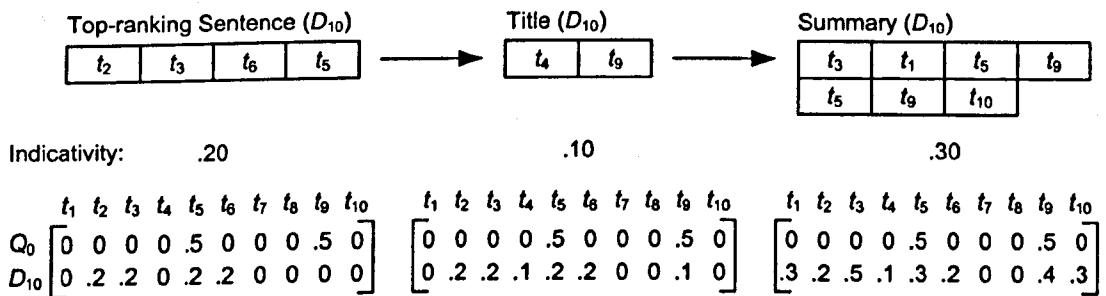 Top-ranking Sentence (D10) Title (D10) Summary (D10)
t2 t3 t6 t5 t4 t9 t3 t1 t5 t9
t5 t9 t10
Indicativity: .20 .10 .30
t1 t2 t3 t4 t5 t6 t7 t8 t9 t10 t1 t2 t3 t4 t5 t6 t7 t8 t9 t10 t1 t2 t3 t4 t5 t6 t7 t8 t9 t10
Q0 0 0 0 0 .5 0 0 0 .5 0 0 0 0 0 .5 0 0 0 .5 0 0 0 0 0 .5 0 0 0 .5 0
D10 0 .2 .2 0 .2 .2 0 0 0 0 0 .2 .2 .1 .2 .2 0 0 .1 0 .3 .2 .5 .1 .3 .2 0 0 .4 .3